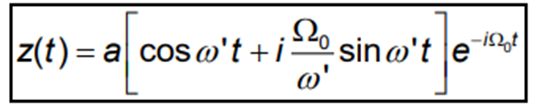 z(t) = a[cos ω't + i Ω₀/ω' sin ω't] e^(-iΩ₀t)